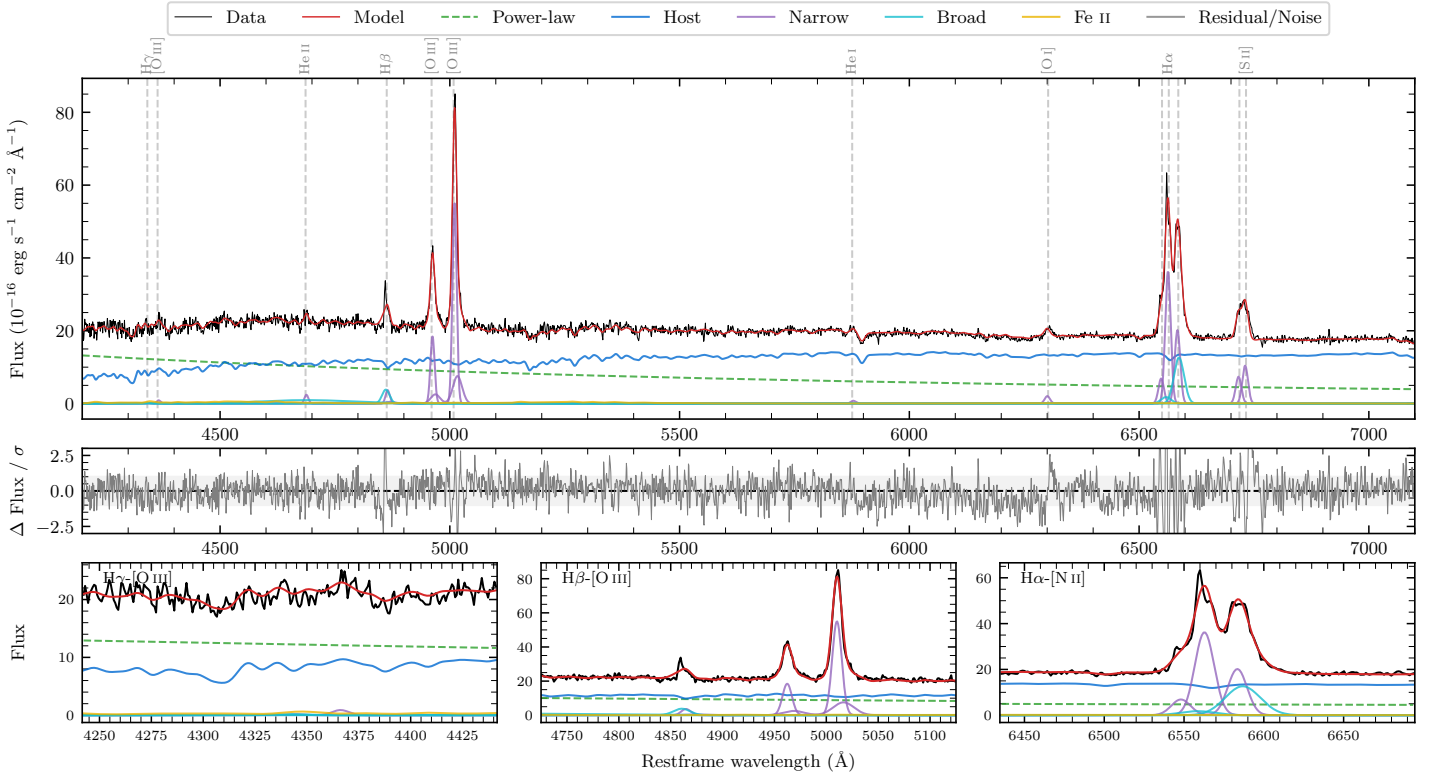 Data Model Power-law Host Narrow Broad Fe II Residual/Noise
Hγ [O III] He II Hβ [O III] [O III] He I [O I] Hα [S II]
Flux (10⁻¹⁶ erg s⁻¹ cm⁻² Å⁻¹)
80
60
40
20
0
4500 5000 5500 6000 6500 7000
Δ Flux / σ
2.5
0.0
−2.5
4500 5000 5500 6000 6500 7000
Flux
Hγ-[O III]
20
10
0
4250 4275 4300 4325 4350 4375 4400 4425
Hβ-[O III]
80
60
40
20
0
4750 4800 4850 4900 4950 5000 5050 5100
Hα-[N II]
60
40
20
0
6450 6500 6550 6600 6650
Restframe wavelength (Å)